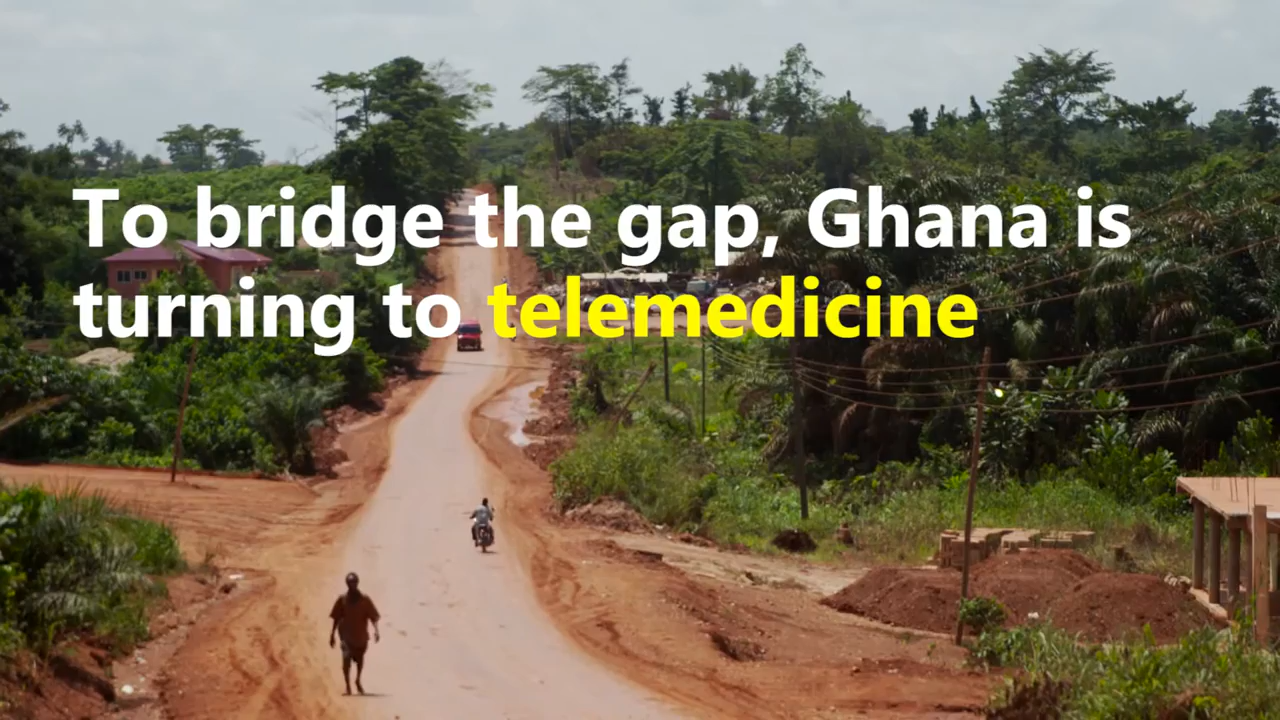 To bridge the gap, Ghana is
turning to telemedicine